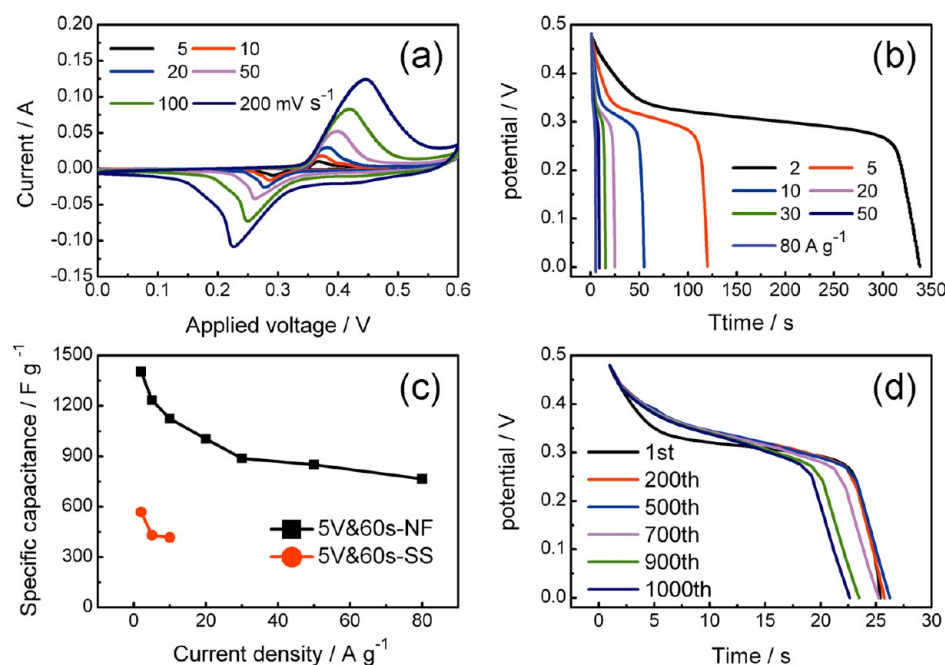 (a)
0.20
0.15
0.10
0.05
0.00
-0.05
-0.10
-0.15
0.0 0.1 0.2 0.3 0.4 0.5 0.6
Current / A
Applied voltage / V
5 10
20 50
100 200 mV s⁻¹
(b)
0.5
0.4
0.3
0.2
0.1
0.0
0 50 100 150 200 250 300 350
potential / V
Ttime / s
2 5
10 20
30 50
80 A g⁻¹
(c)
1500
1200
900
600
300
0
0 20 40 60 80
Specific capacitance / F g⁻¹
Current density / A g⁻¹
5V&60s-NF
5V&60s-SS
(d)
0.5
0.4
0.3
0.2
0.1
0.0
0 5 10 15 20 25 30
potential / V
Time / s
1st
200th
500th
700th
900th
1000th